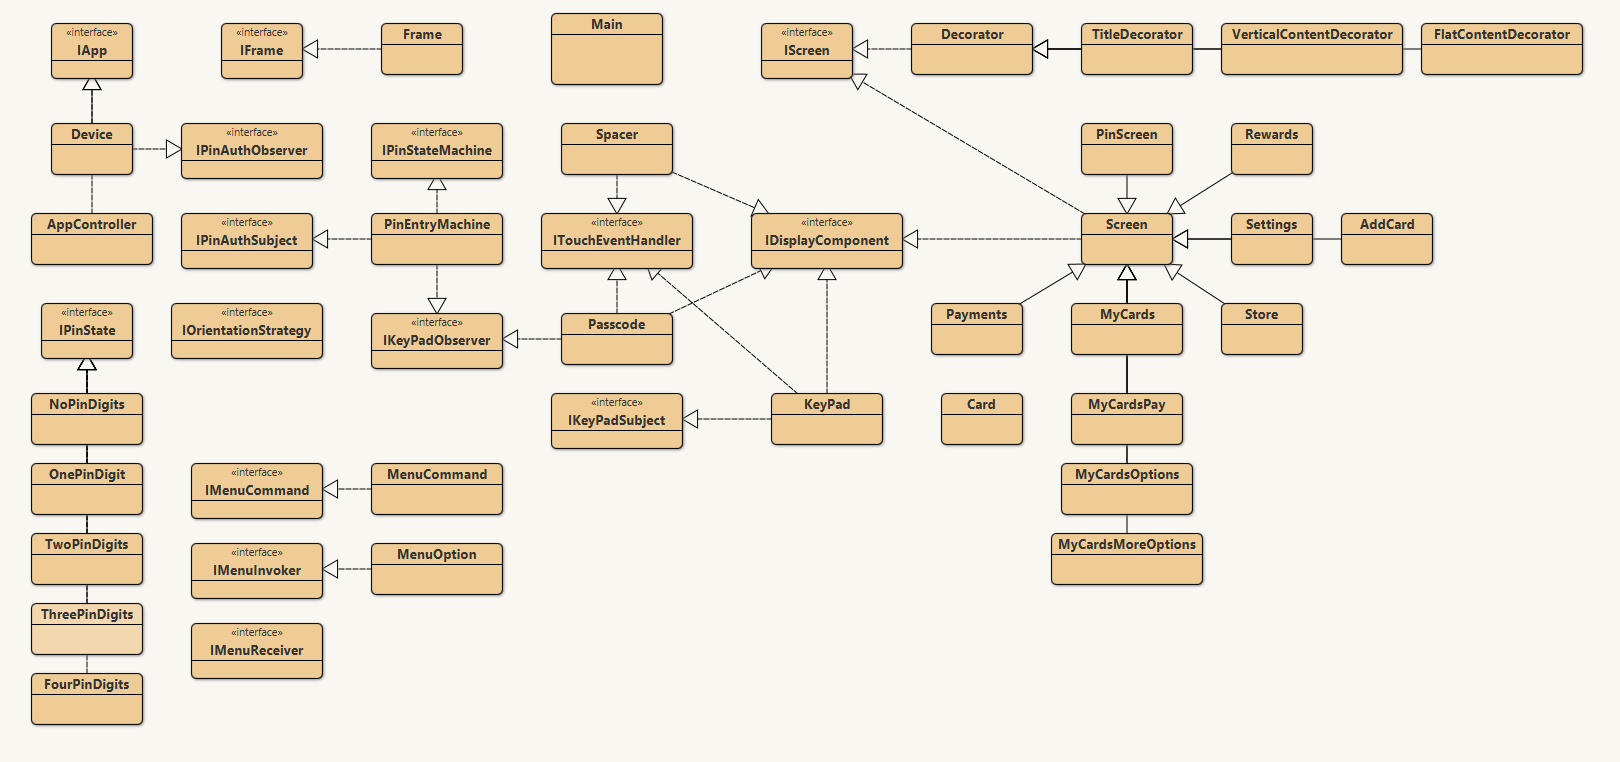 «interface»
IApp
«interface»
IFrame
Frame
Main
«interface»
IScreen
Decorator
TitleDecorator
VerticalContentDecorator
FlatContentDecorator
Device
«interface»
IPinAuthObserver
«interface»
IPinStateMachine
Spacer
PinScreen
Rewards
AppController
«interface»
IPinAuthSubject
PinEntryMachine
«interface»
ITouchEventHandler
«interface»
IDisplayComponent
Screen
Settings
AddCard
«interface»
IPinState
«interface»
IOrientationStrategy
«interface»
IKeyPadObserver
Passcode
Payments
MyCards
Store
NoPinDigits
«interface»
IKeyPadSubject
KeyPad
Card
MyCardsPay
OnePinDigit
«interface»
IMenuCommand
MenuCommand
MyCardsOptions
TwoPinDigits
«interface»
IMenuInvoker
MenuOption
MyCardsMoreOptions
ThreePinDigits
«interface»
IMenuReceiver
FourPinDigits